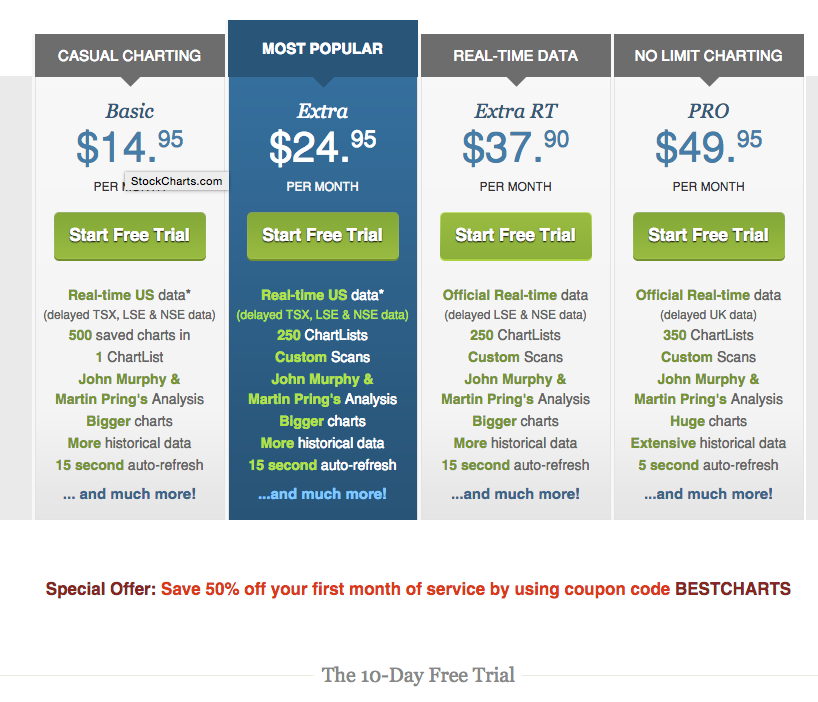 CASUAL CHARTING
Basic
$14.95
PER M
StockCharts.com
Start Free Trial
Real-time US data*
(delayed TSX, LSE & NSE data)
500 saved charts in
1 ChartList
John Murphy &
Martin Pring's Analysis
Bigger charts
More historical data
15 second auto-refresh
... and much more!
MOST POPULAR
Extra
$24.95
PER MONTH
Start Free Trial
Real-time US data*
(delayed TSX, LSE & NSE data)
250 ChartLists
Custom Scans
John Murphy &
Martin Pring's Analysis
Bigger charts
More historical data
15 second auto-refresh
...and much more!
REAL-TIME DATA
Extra RT
$37.90
PER MONTH
Start Free Trial
Official Real-time data
(delayed LSE & NSE data)
250 ChartLists
Custom Scans
John Murphy &
Martin Pring's Analysis
Bigger charts
More historical data
15 second auto-refresh
...and much more!
NO LIMIT CHARTING
PRO
$49.95
PER MONTH
Start Free Trial
Official Real-time data
(delayed UK data)
350 ChartLists
Custom Scans
John Murphy &
Martin Pring's Analysis
Huge charts
Extensive historical data
5 second auto-refresh
...and much more!
Special Offer: Save 50% off your first month of service by using coupon code BESTCHARTS
The 10-Day Free Trial